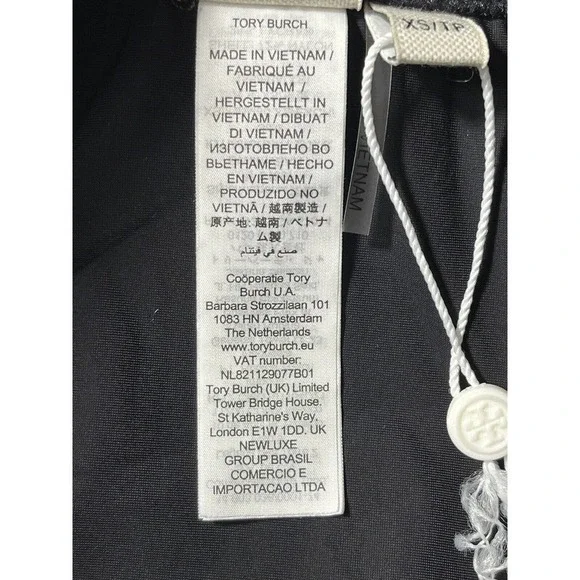 TORY BURCH
XS/TP
MADE IN VIETNAM /
FABRIQUÉ AU
VIETNAM /
HERGESTELLT IN
VIETNAM / DIBUAT
DI VIETNAM /
ИЗГОТОВЛЕНО ВО
ВЬЕТНАМЕ / HECHO
EN VIETNAM /
PRODUZIDO NO
VIETNÃ / 越南製造 /
原产地: 越南 / ベトナ
ム製 /
صنع في فيتنام
Coöperatie Tory
Burch U.A.
Barbara Strozzilaan 101
1083 HN Amsterdam
The Netherlands
www.toryburch.eu
VAT number:
NL821129077B01
Tory Burch (UK) Limited
Tower Bridge House.
St Katharine's Way,
London E1W 1DD. UK
NEWLUXE
GROUP BRASIL
COMERCIO E
IMPORTACAO LTDA
VIETNAM